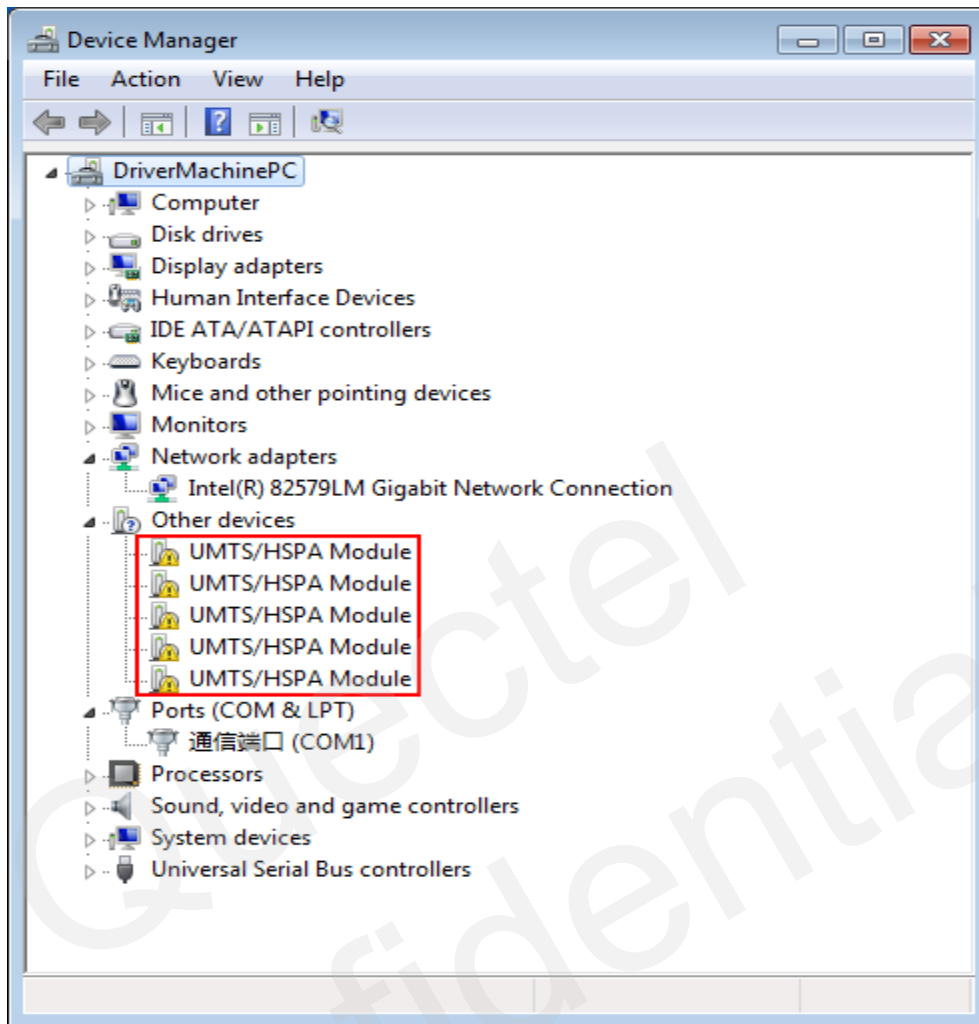 Device Manager
File Action View Help
DriverMachinePC
Computer
Disk drives
Display adapters
Human Interface Devices
IDE ATA/ATAPI controllers
Keyboards
Mice and other pointing devices
Monitors
Network adapters
Intel(R) 82579LM Gigabit Network Connection
Other devices
UMTS/HSPA Module
UMTS/HSPA Module
UMTS/HSPA Module
UMTS/HSPA Module
UMTS/HSPA Module
Ports (COM & LPT)
通信端口 (COM1)
Processors
Sound, video and game controllers
System devices
Universal Serial Bus controllers
Quectel
fidential